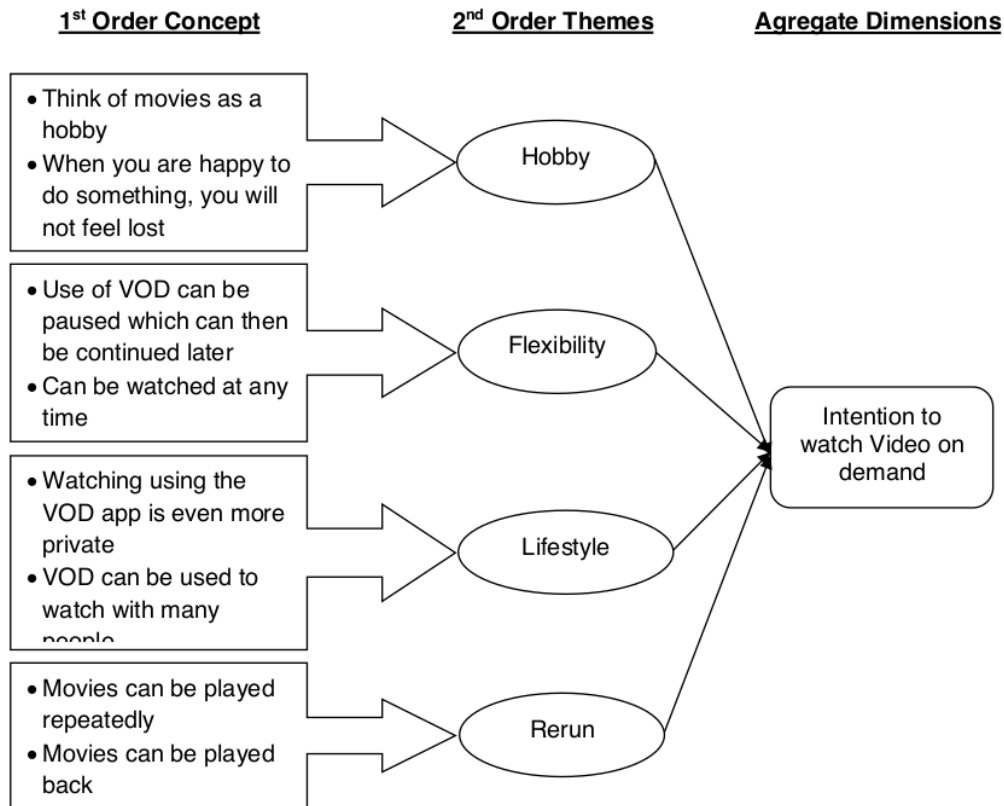 1st Order Concept
2nd Order Themes
Agregate Dimensions
• Think of movies as a
hobby
• When you are happy to
do something, you will
not feel lost
Hobby
• Use of VOD can be
paused which can then
be continued later
• Can be watched at any
time
Flexibility
Intention to
watch Video on
demand
• Watching using the
VOD app is even more
private
• VOD can be used to
watch with many
people
Lifestyle
• Movies can be played
repeatedly
• Movies can be played
back
Rerun